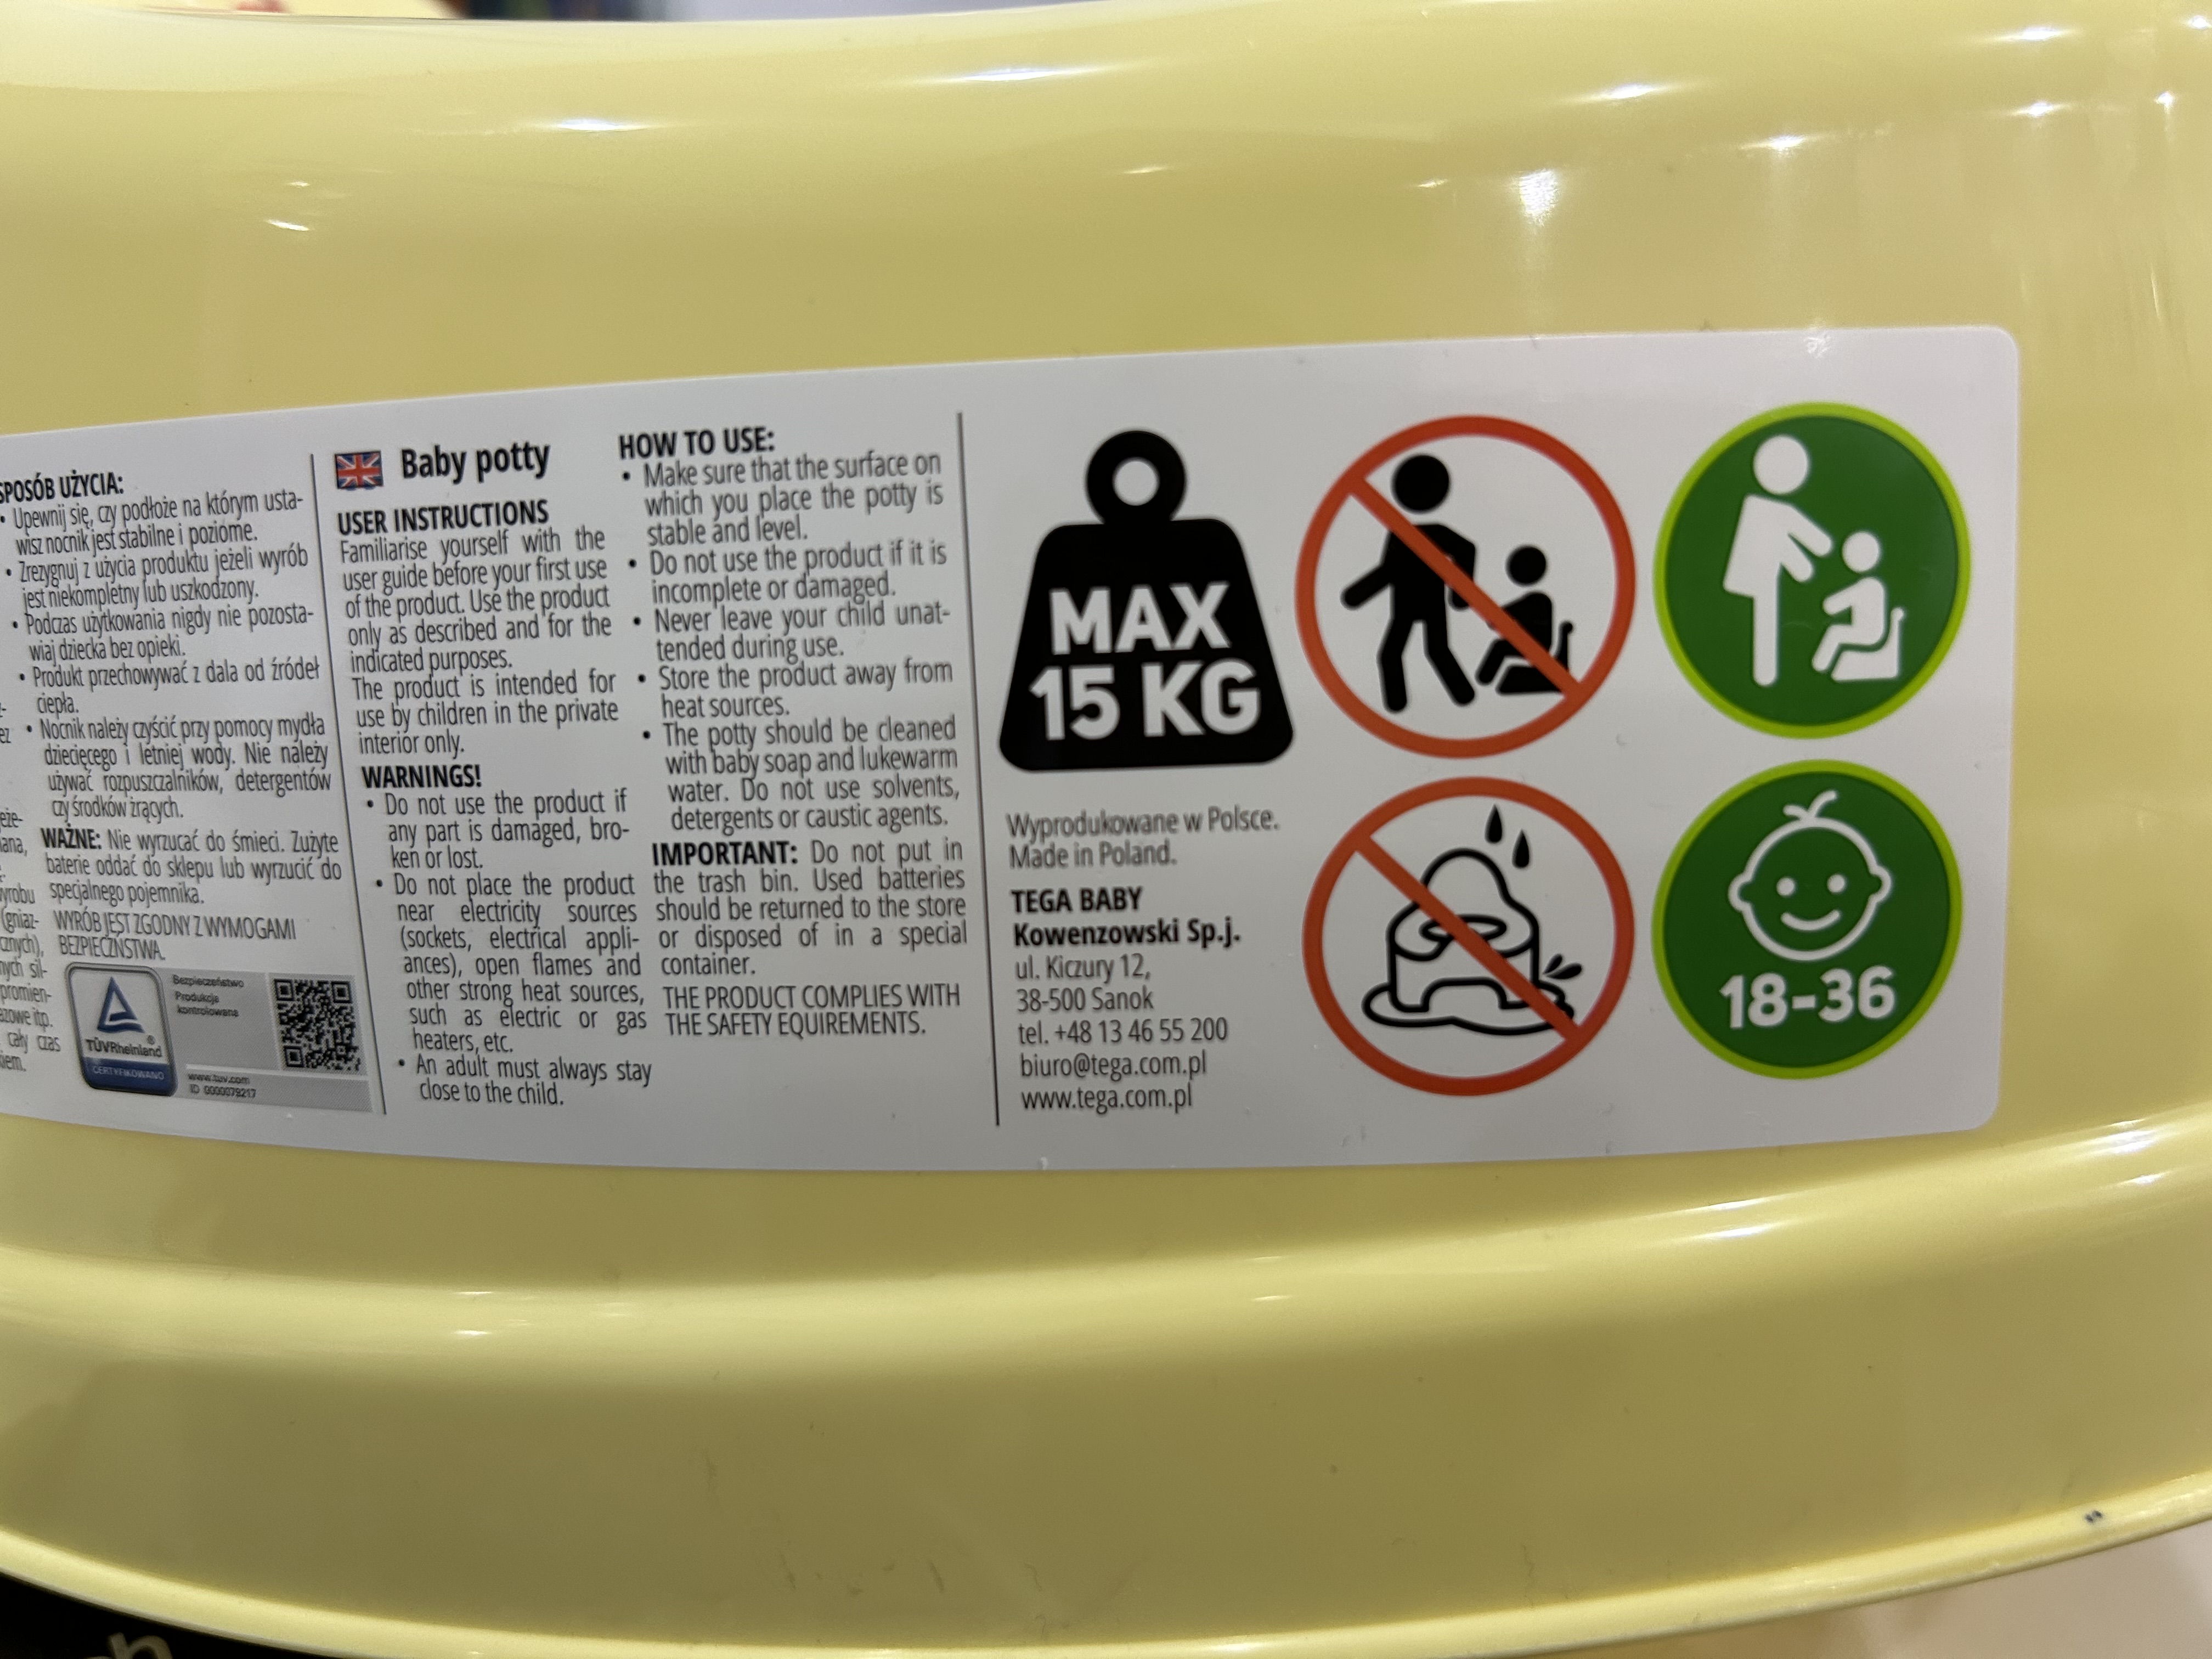 SPOSÓB UŻYCIA:
• Upewnij się, czy podłoże na którym usta-
wisz nocnik jest stabilne i poziome.
• Zrezygnuj z użycia produktu jeżeli wyrób
jest niekompletny lub uszkodzony.
• Podczas użytkowania nigdy nie pozosta-
wiaj dziecka bez opieki.
• Produkt przechowywać z dala od źródeł
ciepła.
• Nocnik należy czyścić przy pomocy mydła
dziecięcego i letniej wody. Nie należy
używać rozpuszczalników, detergentów
czy środków żrących.
WAŻNE: Nie wyrzucać do śmieci. Zużyte
baterie oddać do sklepu lub wyrzucić do
specjalnego pojemnika.
WYRÓB JEST ZGODNY Z WYMOGAMI
BEZPIECZŃSTWA.
TÜVRheinland®
CERTYFIKOWANO
Bezpieczeństwo
Produkcja
kontrolowana
www.tuv.com
ID 0000079217
Baby potty
USER INSTRUCTIONS
Familiarise yourself with the
user guide before your first use
of the product. Use the product
only as described and for the
indicated purposes.
The product is intended for
use by children in the private
interior only.
WARNINGS!
• Do not use the product if
any part is damaged, bro-
ken or lost.
• Do not place the product
near electricity sources
(sockets, electrical appli-
ances), open flames and
other strong heat sources,
such as electric or gas
heaters, etc.
• An adult must always stay
close to the child.
HOW TO USE:
• Make sure that the surface on
which you place the potty is
stable and level.
• Do not use the product if it is
incomplete or damaged.
• Never leave your child unat-
tended during use.
• Store the product away from
heat sources.
• The potty should be cleaned
with baby soap and lukewarm
water. Do not use solvents,
detergents or caustic agents.
IMPORTANT: Do not put in
the trash bin. Used batteries
should be returned to the store
or disposed of in a special
container.
THE PRODUCT COMPLIES WITH
THE SAFETY EQUIREMENTS.
MAX
15 KG
Wyprodukowane w Polsce.
Made in Poland.
TEGA BABY
Kowenzowski Sp.j.
ul. Kiczury 12,
38-500 Sanok
tel. +48 13 46 55 200
biuro@tega.com.pl
www.tega.com.pl
18-36